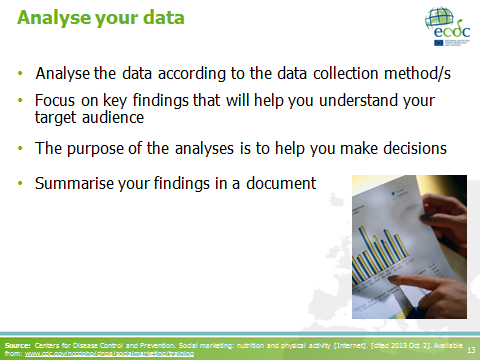 Analyse your data
ecdc
• Analyse the data according to the data collection method/s
• Focus on key findings that will help you understand your
target audience
• The purpose of the analyses is to help you make decisions
• Summarise your findings in a document
Source: Centers for Disease Control and Prevention. Social marketing: nutrition and physical activity [Internet]. [cited 2013 Oct 2]. Available
from: www.cdc.gov/nccdphp/dnpa/socialmarketing/training
13